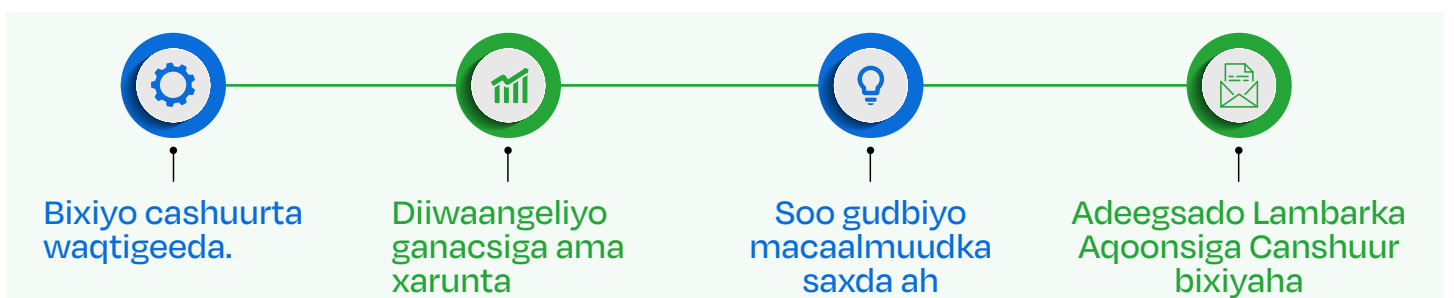 Bixiyo cashuurta
waqtigeeda.
Diiwaangeliyo
ganacsiga ama
xarunta
Soo gudbiyo
macaalmuudka
saxda ah
Adeegsado Lambarka
Aqoonsiga Canshuur
bixiyaha